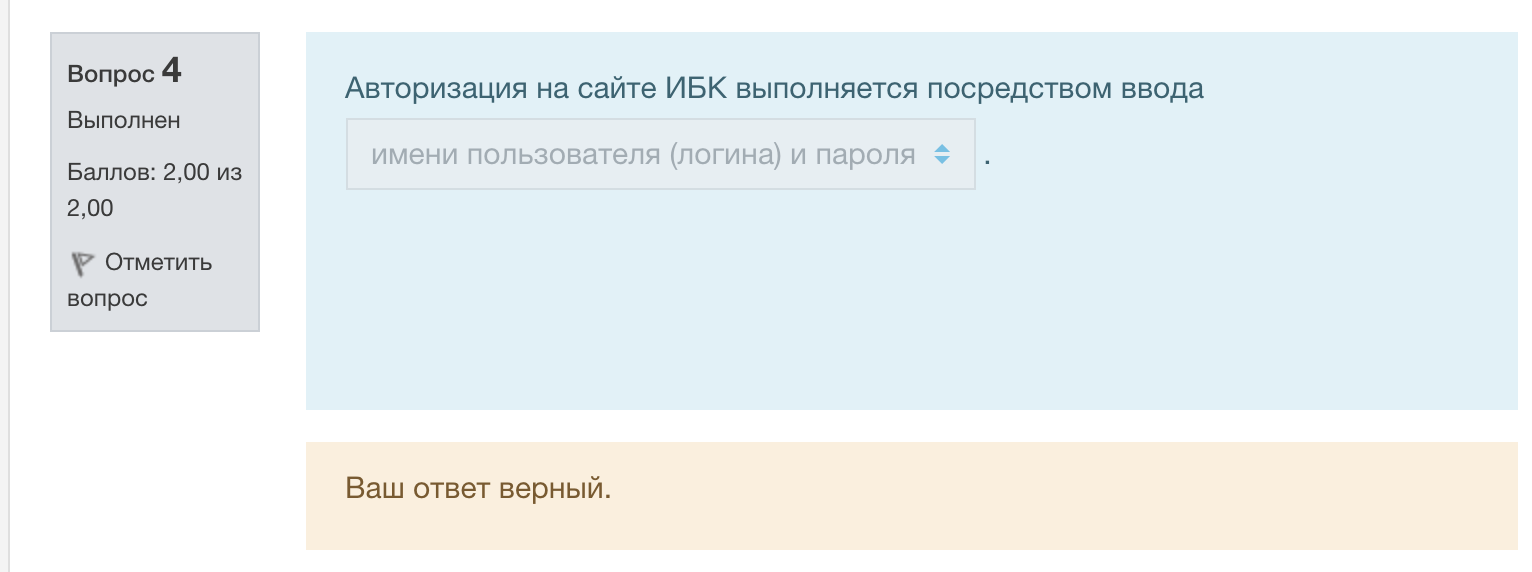 Вопрос 4
Выполнен
Баллов: 2,00 из
2,00
Отметить
вопрос
Авторизация на сайте ИБК выполняется посредством ввода
имени пользователя (логина) и пароля .
Ваш ответ верный.